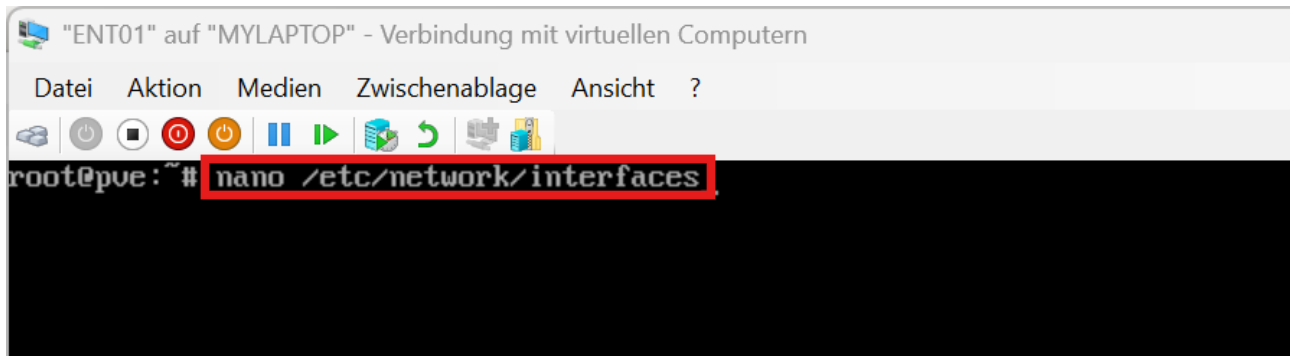 "ENT01" auf "MYLAPTOP" - Verbindung mit virtuellen Computern
Datei Aktion Medien Zwischenablage Ansicht ?
root@pve:~# nano /etc/network/interfaces